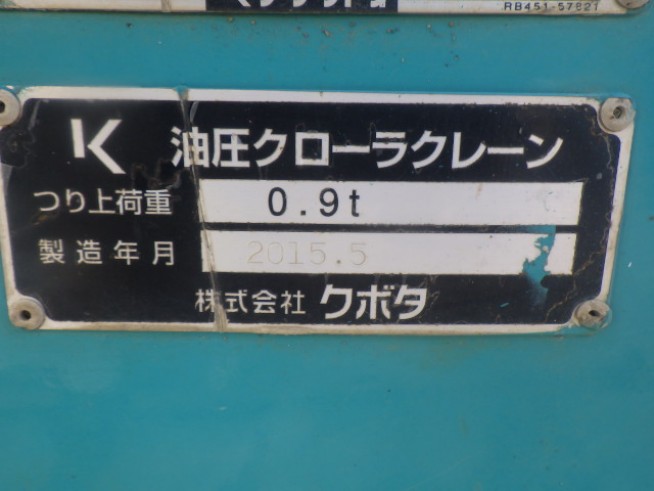 RB451-57821
K 油圧クローラクレーン
つり上荷重 0.9t
製造年月 2015.5
株式会社 クボタ